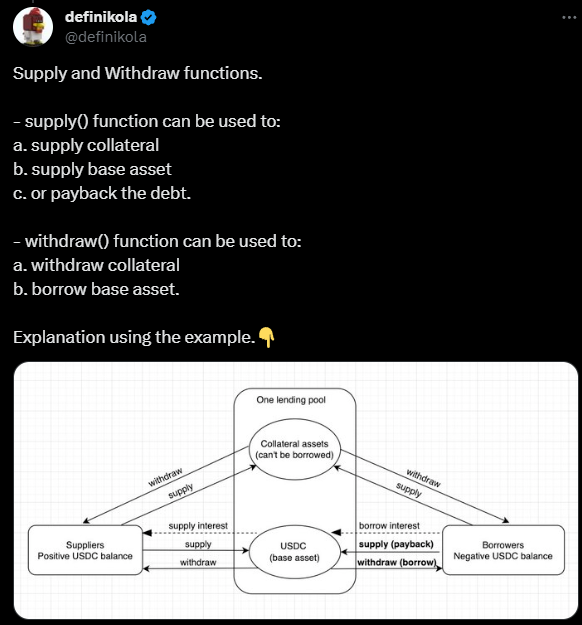 definikola
@definikola
Supply and Withdraw functions.
- supply() function can be used to:
a. supply collateral
b. supply base asset
c. or payback the debt.
- withdraw() function can be used to:
a. withdraw collateral
b. borrow base asset.
Explanation using the example.👇
One lending pool
Collateral assets
(can't be borrowed)
withdraw
supply
withdraw
supply
supply interest
supply
withdraw
borrow interest
supply (payback)
withdraw (borrow)
Suppliers
Positive USDC balance
USDC
(base asset)
Borrowers
Negative USDC balance